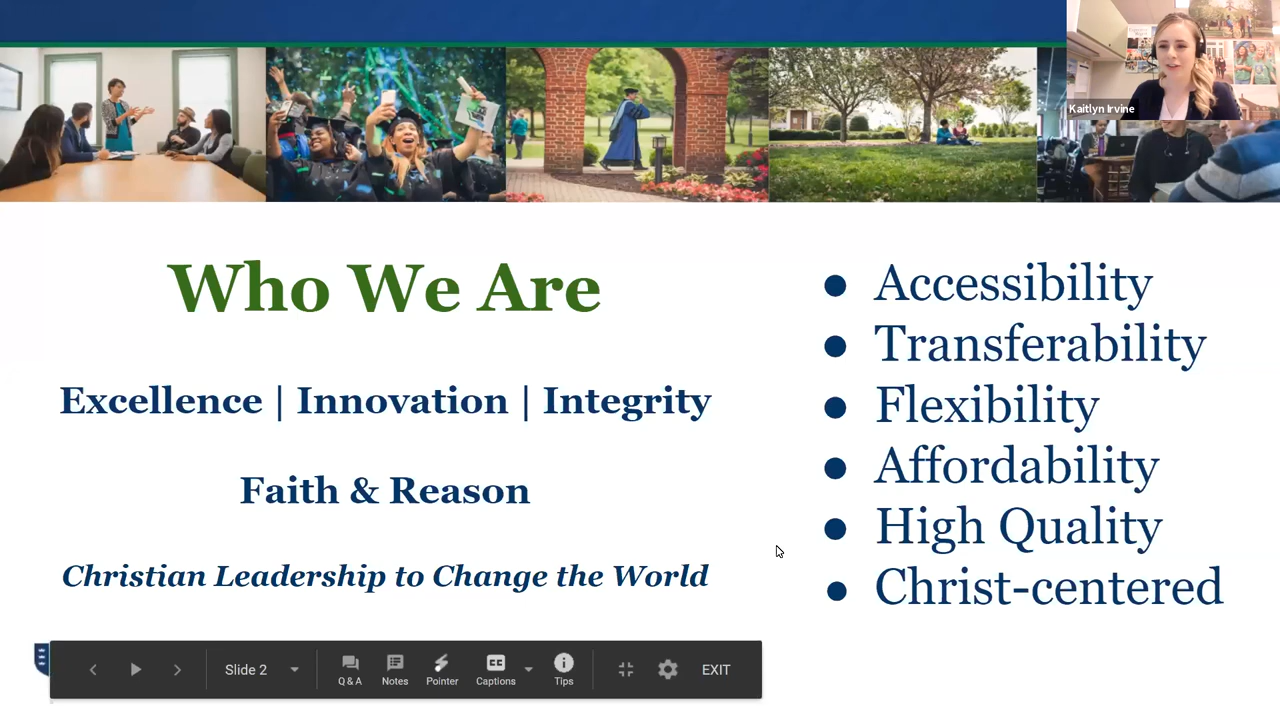 Kaitlyn Irvine
Who We Are
Excellence | Innovation | Integrity
Faith & Reason
Christian Leadership to Change the World
● Accessibility
● Transferability
● Flexibility
● Affordability
● High Quality
● Christ-centered
Slide 2
Q & A
Notes
Pointer
CC
Captions
Tips
EXIT